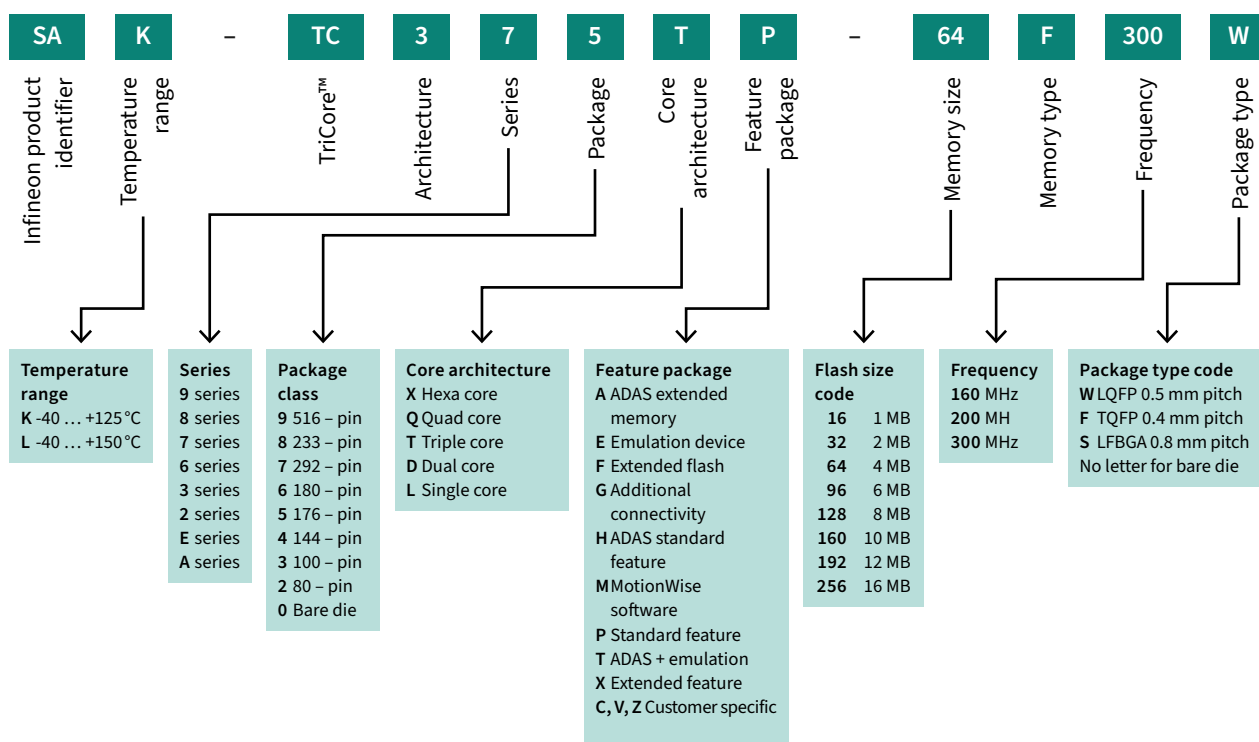 SA K – TC 3 7 5 T P – 64 F 300 W
Infineon product
identifier
Temperature
range
TriCore™
Architecture
Series
Package
Core
architecture
Feature
package
Memory size
Memory type
Frequency
Package type
Temperature
range
K -40 … +125 °C
L -40 … +150 °C
Series
9 series
8 series
7 series
6 series
3 series
2 series
E series
A series
Package
class
9 516 – pin
8 233 – pin
7 292 – pin
6 180 – pin
5 176 – pin
4 144 – pin
3 100 – pin
2 80 – pin
0 Bare die
Core architecture
X Hexa core
Q Quad core
T Triple core
D Dual core
L Single core
Feature package
A ADAS extended
memory
E Emulation device
F Extended flash
G Additional
connectivity
H ADAS standard
feature
M MotionWise
software
P Standard feature
T ADAS + emulation
X Extended feature
C, V, Z Customer specific
Flash size
code
16 1 MB
32 2 MB
64 4 MB
96 6 MB
128 8 MB
160 10 MB
192 12 MB
256 16 MB
Frequency
160 MHz
200 MH
300 MHz
Package type code
W LQFP 0.5 mm pitch
F TQFP 0.4 mm pitch
S LFBGA 0.8 mm pitch
No letter for bare die